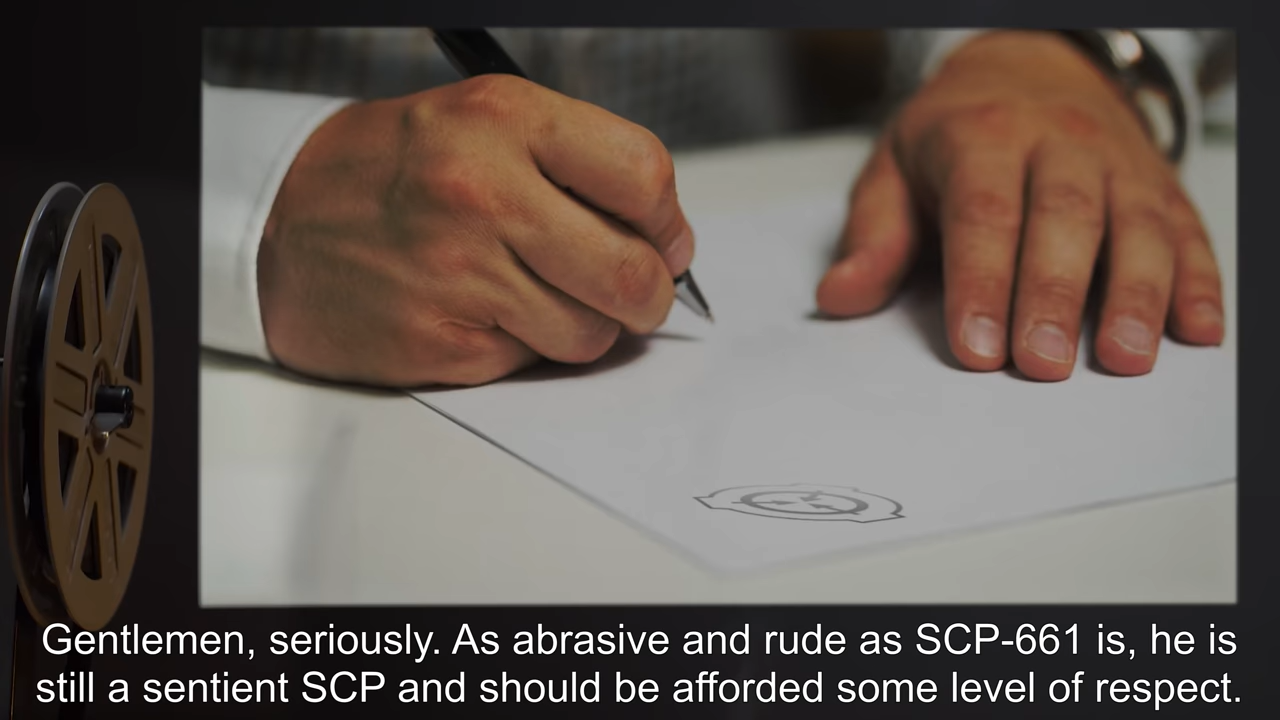 Gentlemen, seriously. As abrasive and rude as SCP-661 is, he is
still a sentient SCP and should be afforded some level of respect.